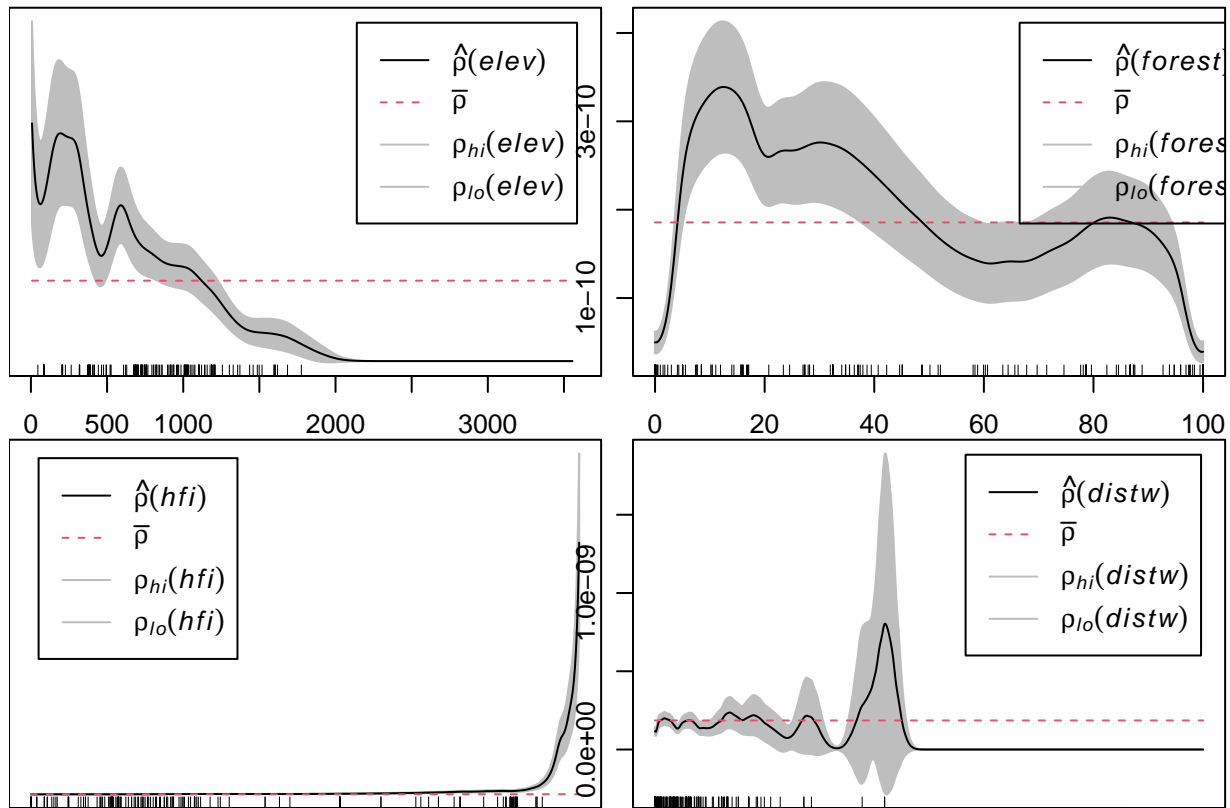 ρ̂(elev)
ρ̄
ρhi(elev)
ρlo(elev)
0 500 1000 2000 3000
1e−10 3e−10
ρ̂(forest)
ρ̄
ρhi(fores
ρlo(fores
0 20 40 60 80 100
ρ̂(hfi)
ρ̄
ρhi(hfi)
ρlo(hfi)
0.0e+00 1.0e−09
ρ̂(distw)
ρ̄
ρhi(distw)
ρlo(distw)